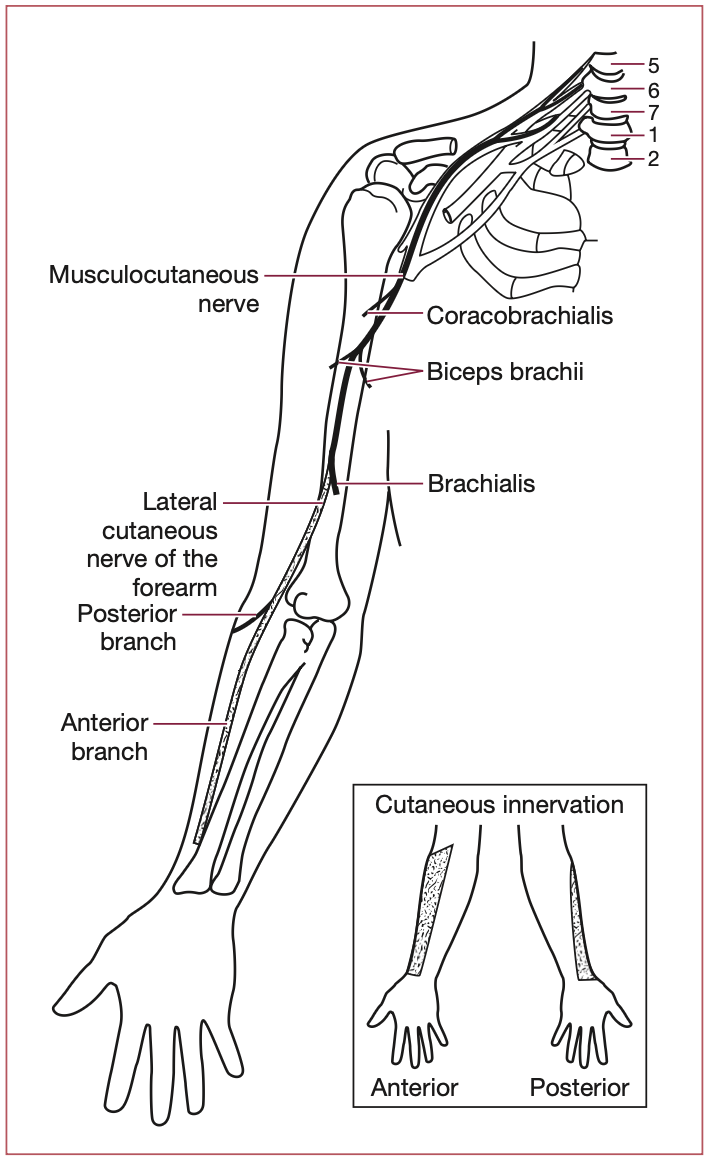 5
6
7
1
2
Musculocutaneous
nerve
Coracobrachialis
Biceps brachii
Brachialis
Lateral
cutaneous
nerve of the
forearm
Posterior
branch
Anterior
branch
Cutaneous innervation
Anterior
Posterior